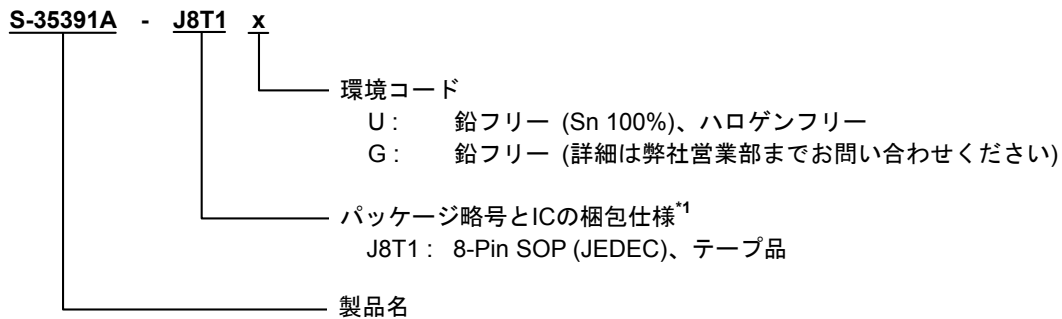 S-35391A - J8T1 x
環境コード
U : 鉛フリー (Sn 100%)、ハロゲンフリー
G : 鉛フリー (詳細は弊社営業部までお問い合わせください)
パッケージ略号とICの梱包仕様*1
J8T1 : 8-Pin SOP (JEDEC)、テープ品
製品名